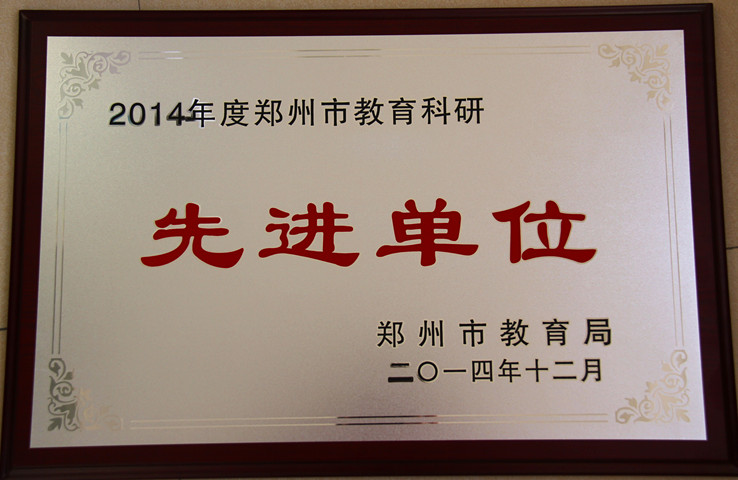 2014年度郑州市教育科研
先进单位
郑州市教育局
二〇一四年十二月